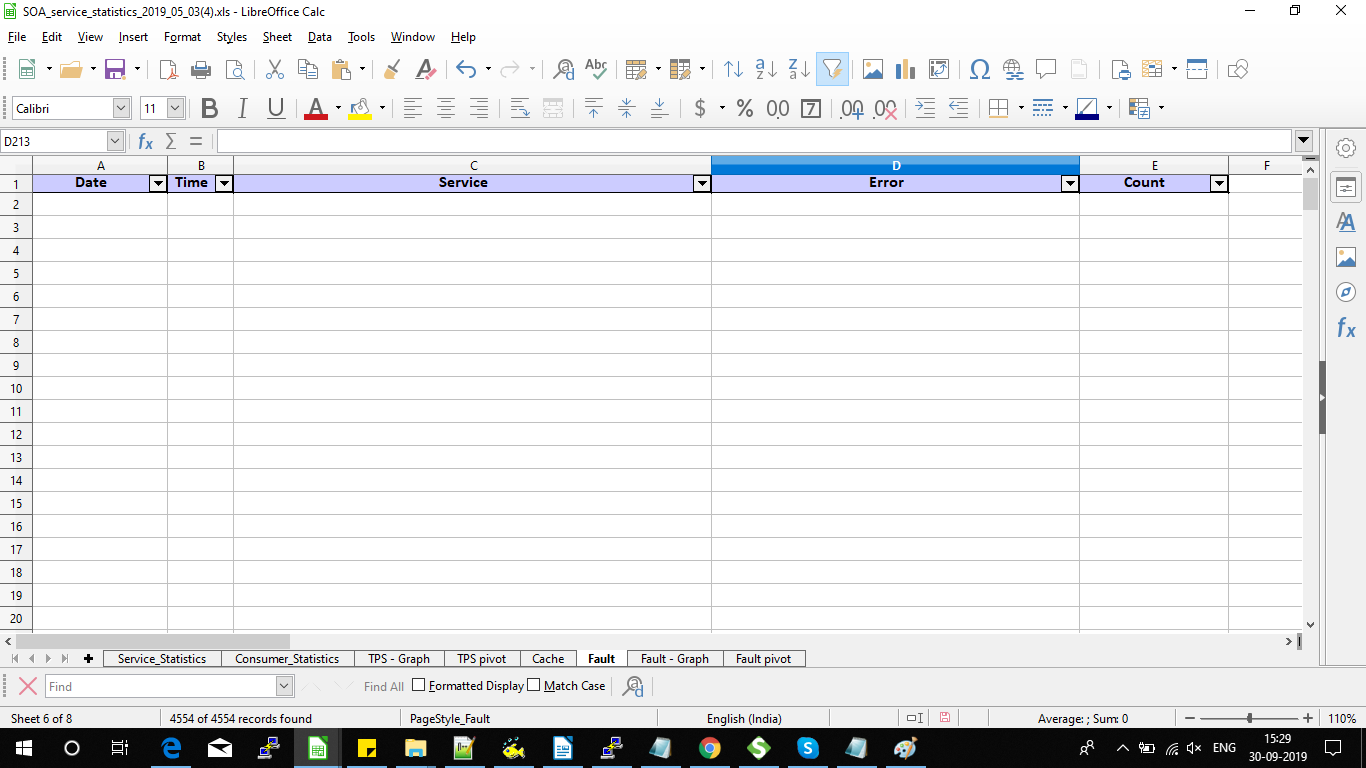 SOA_service_statistics_2019_05_03(4).xls - LibreOffice Calc
File Edit View Insert Format Styles Sheet Data Tools Window Help
Calibri 11
D213
A B C D E F
1 Date Time Service Error Count
2
3
4
5
6
7
8
9
10
11
12
13
14
15
16
17
18
19
20
Service_Statistics Consumer_Statistics TPS - Graph TPS pivot Cache Fault Fault - Graph Fault pivot
Find Find All Formatted Display Match Case
Sheet 6 of 8 4554 of 4554 records found PageStyle_Fault English (India) Average: ; Sum: 0 110%
ENG 15:29
30-09-2019